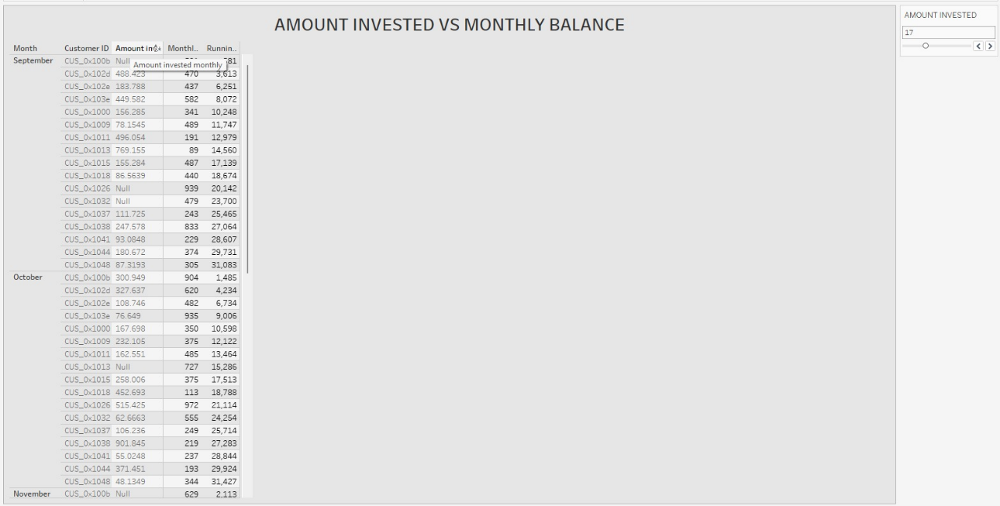 AMOUNT INVESTED VS MONTHLY BALANCE
AMOUNT INVESTED
17
Month Customer ID Amount in.. Monthl.. Runnin..
September CUS_0x100b Null 81
Amount invested monthly
CUS_0x102d 488.423 470 3,613
CUS_0x102e 183.788 437 6,251
CUS_0x103e 449.582 582 8,072
CUS_0x1000 156.285 341 10,248
CUS_0x1009 78.1545 489 11,747
CUS_0x1011 496.054 191 12,979
CUS_0x1013 769.155 89 14,560
CUS_0x1015 155.284 487 17,139
CUS_0x1018 86.5639 440 18,674
CUS_0x1026 Null 939 20,142
CUS_0x1032 Null 479 23,700
CUS_0x1037 111.725 243 25,465
CUS_0x1038 247.578 833 27,064
CUS_0x1041 93.0848 229 28,607
CUS_0x1044 180.672 374 29,731
CUS_0x1048 87.3193 305 31,083
October CUS_0x100b 300.949 904 1,485
CUS_0x102d 327.637 620 4,234
CUS_0x102e 108.746 482 6,734
CUS_0x103e 76.649 935 9,006
CUS_0x1000 167.698 350 10,598
CUS_0x1009 232.105 375 12,122
CUS_0x1011 162.551 485 13,464
CUS_0x1013 Null 727 15,286
CUS_0x1015 258.006 375 17,513
CUS_0x1018 452.693 113 18,788
CUS_0x1026 515.425 972 21,114
CUS_0x1032 62.6663 555 24,254
CUS_0x1037 106.236 249 25,714
CUS_0x1038 901.845 219 27,283
CUS_0x1041 55.0248 237 28,844
CUS_0x1044 371.451 193 29,924
CUS_0x1048 48.1349 344 31,427
November CUS_0x100b Null 629 2,113